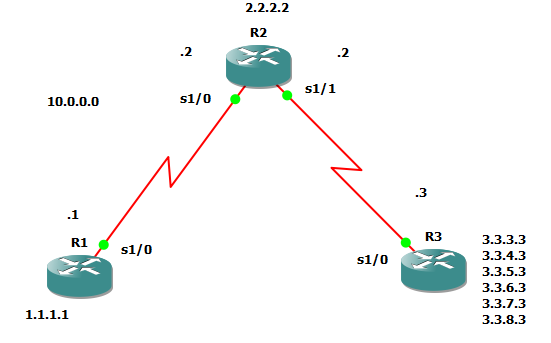 2.2.2.2
R2
.2
.2
s1/0
s1/1
10.0.0.0
.1
.3
R1
s1/0
R3
s1/0
1.1.1.1
3.3.3.3
3.3.4.3
3.3.5.3
3.3.6.3
3.3.7.3
3.3.8.3